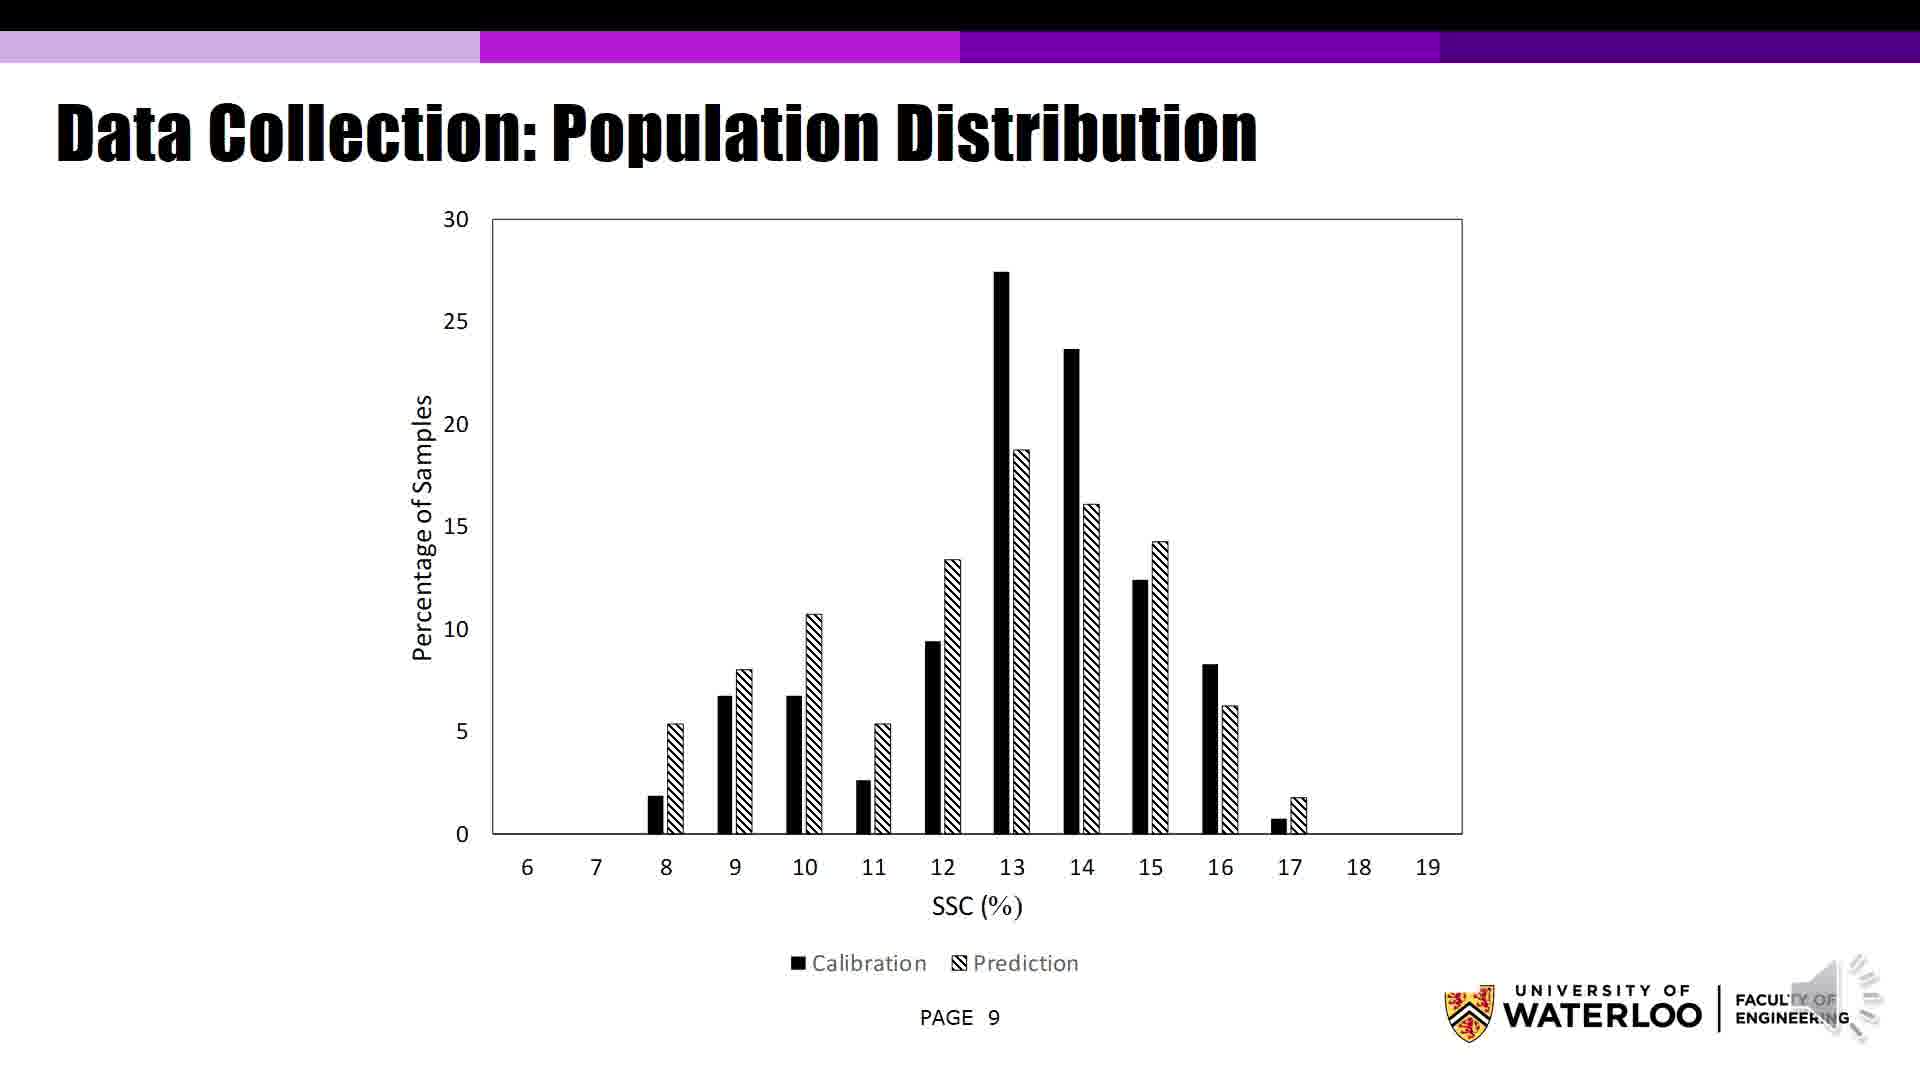 Data Collection: Population Distribution
30
25
20
15
10
5
0
Percentage of Samples
6 7 8 9 10 11 12 13 14 15 16 17 18 19
SSC (%)
Calibration Prediction
PAGE 9
UNIVERSITY OF
WATERLOO
FACULTY OF
ENGINEERING